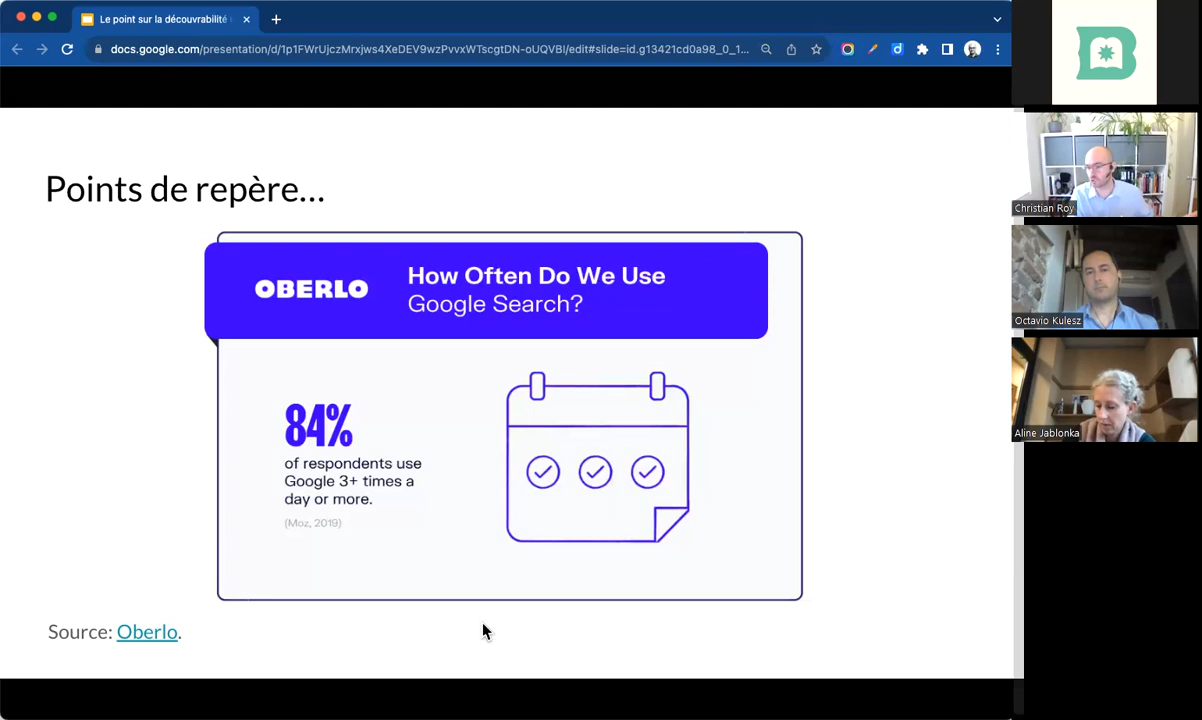 Le point sur la découvrabilité
docs.google.com/presentation/d/1p1FWrUjczMrxjws4XeDEV9wzPvvxWTscgtDN-oUQVBI/edit#slide=id.g13421cd0a98_0_1...
Points de repère...
OBERLO
How Often Do We Use
Google Search?
84%
of respondents use
Google 3+ times a
day or more.
(Moz, 2019)
Source: Oberlo.
Christian Roy
Octavio Kulesz
Aline Jablonka